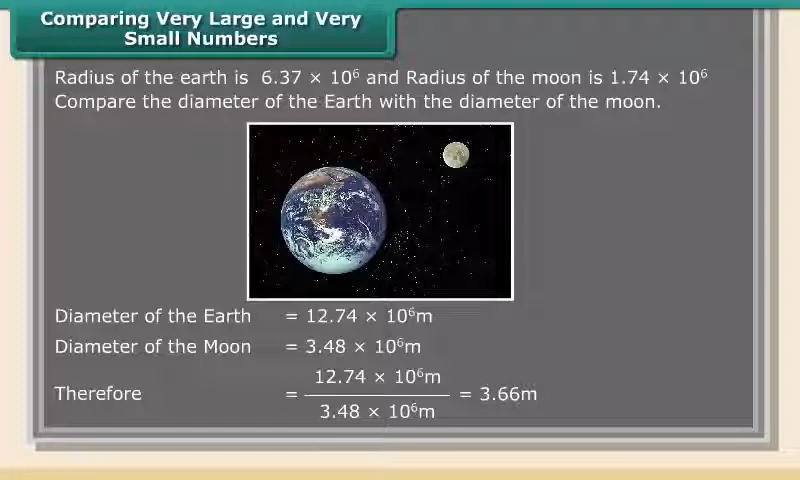 Comparing Very Large and Very
Small Numbers
Radius of the earth is 6.37 × 10⁶ and Radius of the moon is 1.74 × 10⁶
Compare the diameter of the Earth with the diameter of the moon.
Diameter of the Earth = 12.74 × 10⁶m
Diameter of the Moon = 3.48 × 10⁶m
12.74 × 10⁶m
Therefore = = 3.66m
3.48 × 10⁶m